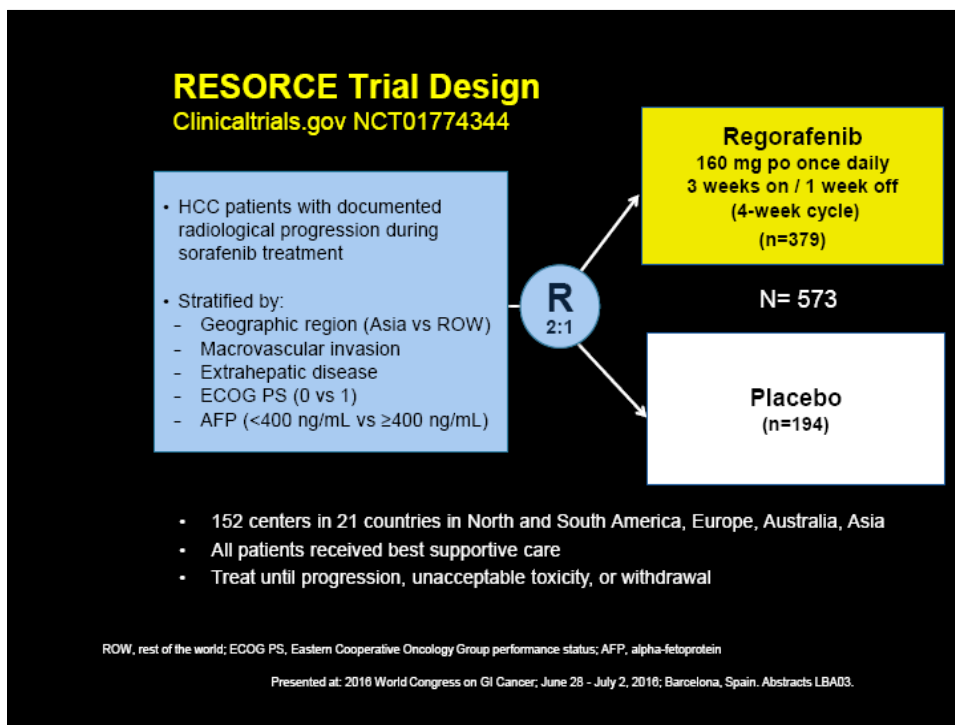 RESORCE Trial Design
Clinicaltrials.gov NCT01774344
• HCC patients with documented
radiological progression during
sorafenib treatment
• Stratified by:
- Geographic region (Asia vs ROW)
- Macrovascular invasion
- Extrahepatic disease
- ECOG PS (0 vs 1)
- AFP (<400 ng/mL vs ≥400 ng/mL)
R
2:1
Regorafenib
160 mg po once daily
3 weeks on / 1 week off
(4-week cycle)
(n=379)
N= 573
Placebo
(n=194)
• 152 centers in 21 countries in North and South America, Europe, Australia, Asia
• All patients received best supportive care
• Treat until progression, unacceptable toxicity, or withdrawal
ROW, rest of the world; ECOG PS, Eastern Cooperative Oncology Group performance status; AFP, alpha-fetoprotein
Presented at: 2016 World Congress on GI Cancer; June 28 - July 2, 2016; Barcelona, Spain. Abstracts LBA03.